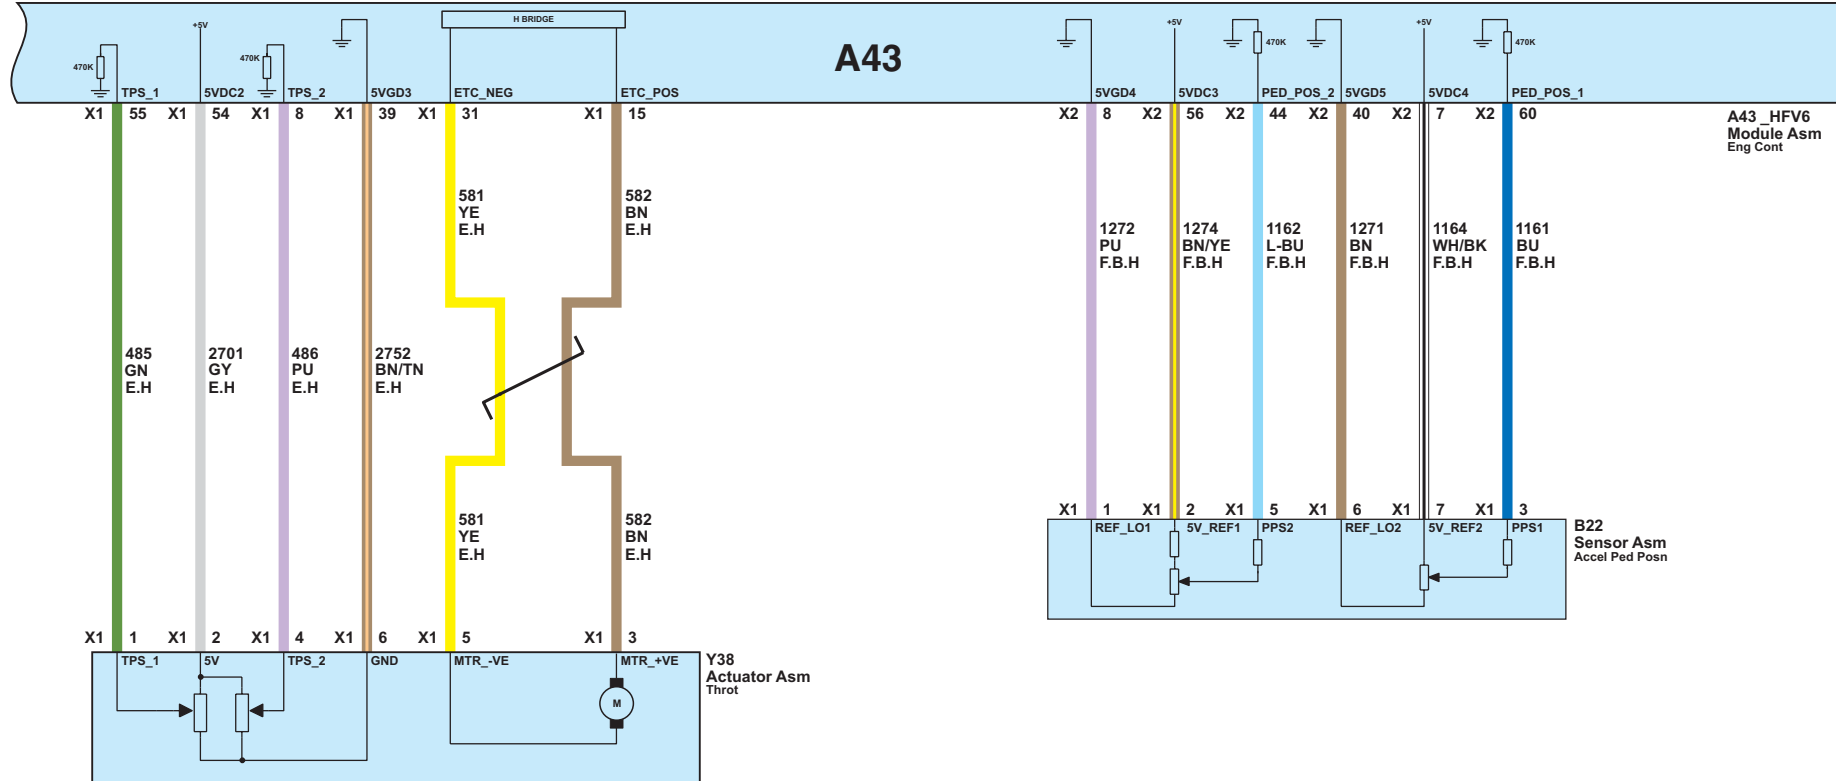 H BRIDGE
+5V
+5V
+5V
470K
470K
470K
470K
A43
TPS_1
5VDC2
TPS_2
5VGD3
ETC_NEG
ETC_POS
5VGD4
5VDC3
PED_POS_2
5VGD5
5VDC4
PED_POS_1
X1 55
X1 54
X1 8
X1 39
X1 31
X1 15
X2 8
X2 56
X2 44
X2 40
X2 7
X2 60
A43 _HFV6
Module Asm
Eng Cont
581
YE
E.H
582
BN
E.H
1272
PU
F.B.H
1274
BN/YE
F.B.H
1162
L-BU
F.B.H
1271
BN
F.B.H
1164
WH/BK
F.B.H
1161
BU
F.B.H
485
GN
E.H
2701
GY
E.H
486
PU
E.H
2752
BN/TN
E.H
581
YE
E.H
582
BN
E.H
X1 1
X1 2
X1 5
X1 6
X1 7
X1 3
REF_LO1
5V_REF1
PPS2
REF_LO2
5V_REF2
PPS1
B22
Sensor Asm
Accel Ped Posn
X1 1
X1 2
X1 4
X1 6
X1 5
X1 3
TPS_1
5V
TPS_2
GND
MTR_-VE
MTR_+VE
Y38
Actuator Asm
Throt
M